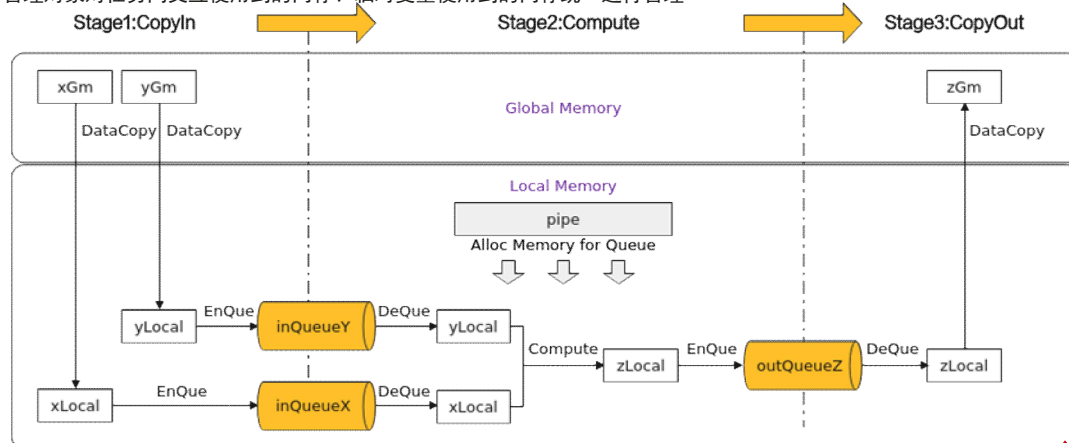 Stage1:CopyIn
Stage2:Compute
Stage3:CopyOut
xGm
yGm
zGm
Global Memory
DataCopy
DataCopy
DataCopy
Local Memory
pipe
Alloc Memory for Queue
EnQue
DeQue
yLocal
inQueueY
yLocal
Compute
EnQue
DeQue
zLocal
outQueueZ
zLocal
EnQue
DeQue
xLocal
inQueueX
xLocal